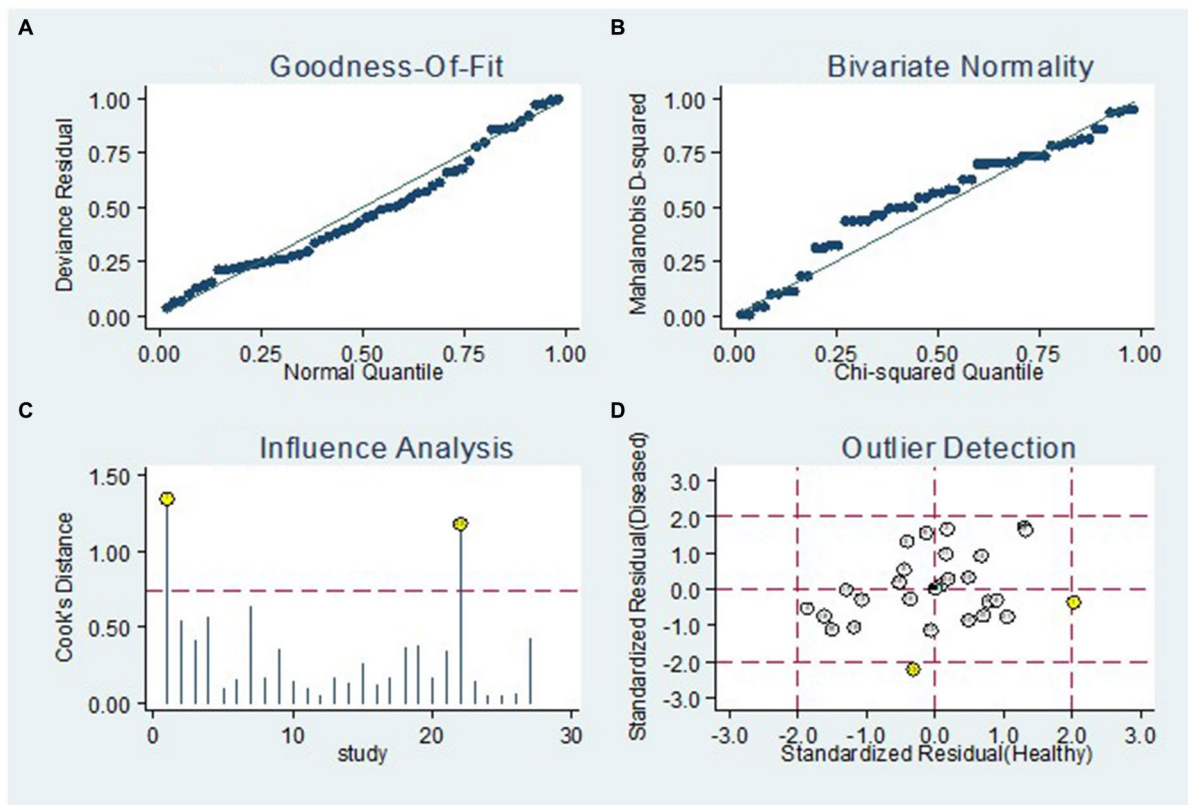 A
Goodness-Of-Fit
Deviance Residual
1.00
0.75
0.50
0.25
0.00
0.00 0.25 0.50 0.75 1.00
Normal Quantile
B
Bivariate Normality
Mahalanobis D-squared
1.00
0.75
0.50
0.25
0.00
0.00 0.25 0.50 0.75 1.00
Chi-squared Quantile
C
Influence Analysis
Cook's Distance
1.50
1.00
0.50
0.00
0 10 20 30
study
D
Outlier Detection
Standardized Residual(Diseased)
3.0
2.0
1.0
0.0
-1.0
-2.0
-3.0
-3.0 -2.0 -1.0 0.0 1.0 2.0 3.0
Standardized Residual(Healthy)